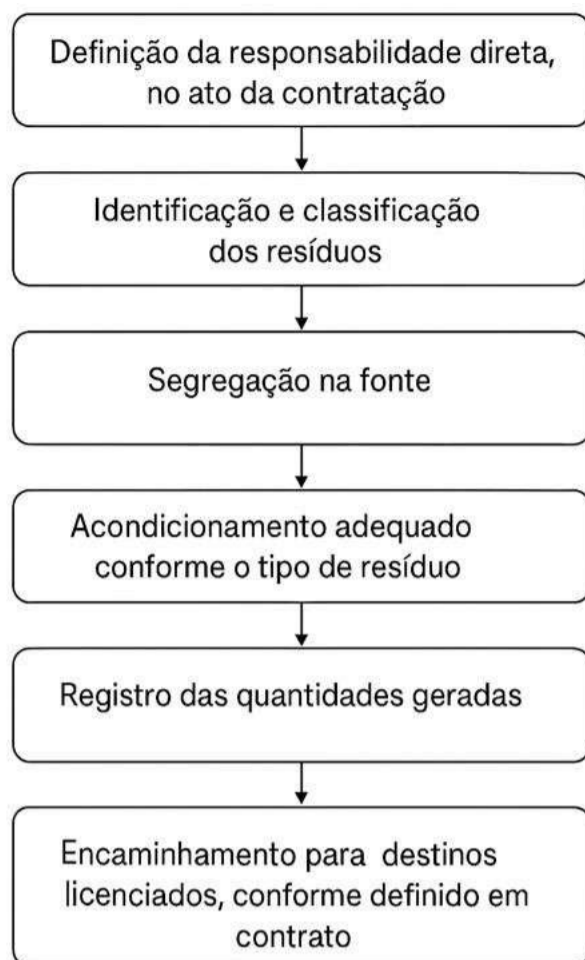 Definição da responsabilidade direta,
no ato da contratação
Identificação e classificação
dos resíduos
Segregação na fonte
Acondicionamento adequado
conforme o tipo de resíduo
Registro das quantidades geradas
Encaminhamento para destinos
licenciados, conforme definido em
contrato